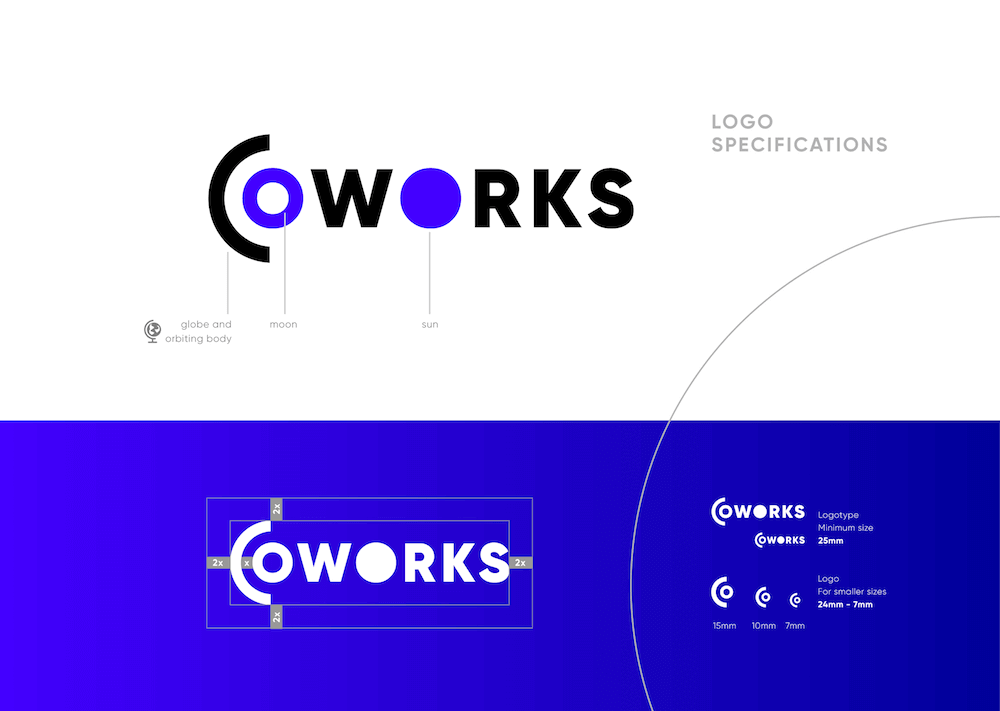 LOGO
SPECIFICATIONS
COWORKS
globe and
orbiting body
moon
sun
2x
2x
x
COWORKS
2x
2x
COWORKS
COWORKS
Logotype
Minimum size
25mm
Logo
For smaller sizes
24mm - 7mm
15mm
10mm
7mm